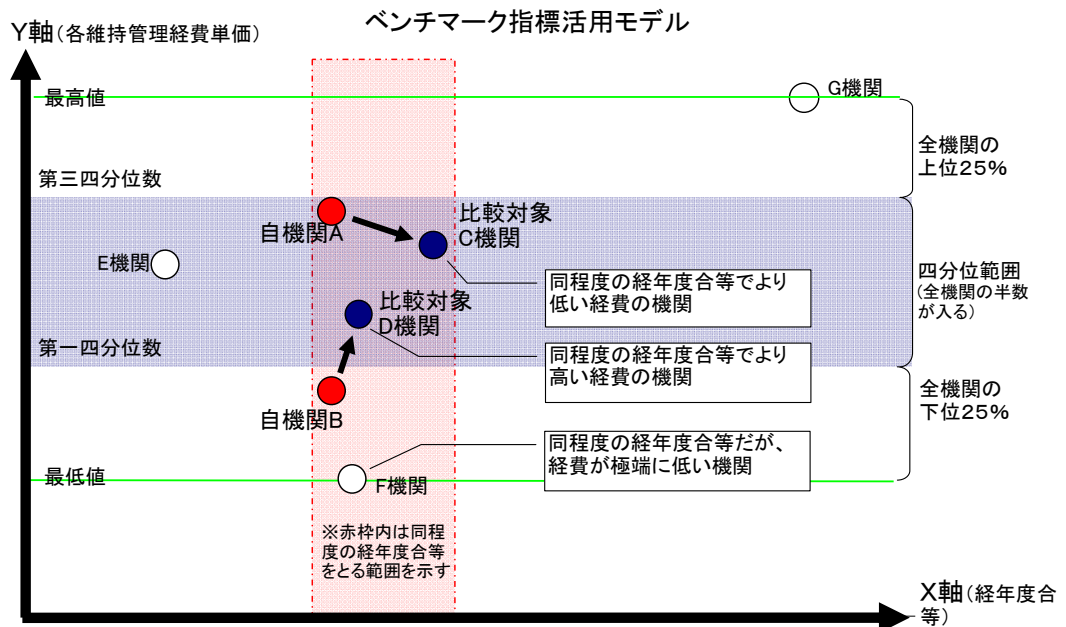 ベンチマーク指標活用モデル
Y軸(各維持管理経費単価)
最高値
G機関
全機関の
上位25%
第三四分位数
自機関A
比較対象
C機関
E機関
同程度の経年度合等でより
低い経費の機関
四分位範囲
(全機関の半数
が入る)
比較対象
D機関
第一四分位数
同程度の経年度合等でより
高い経費の機関
自機関B
全機関の
下位25%
同程度の経年度合等だが、
経費が極端に低い機関
最低値
F機関
※赤枠内は同程
度の経年度合等
をとる範囲を示す
X軸(経年度合
等)